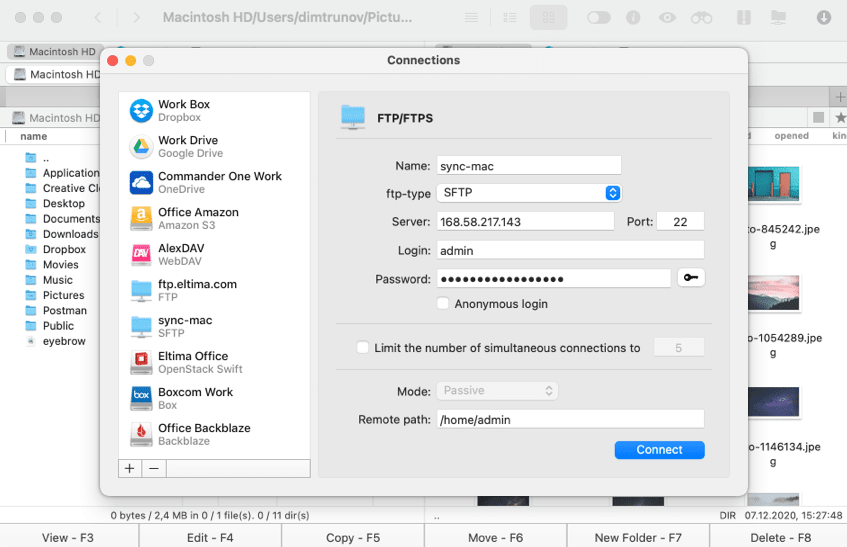 Macintosh HD/Users/dimtrunov/Pictu...
Macintosh HD
Macintosh HD
Macintosh HD
name
opened
..
Application
Creative Clo
Desktop
Documents
Downloads
Dropbox
Movies
Music
Pictures
Postman
Public
eyebrow
Connections
Work Box
Dropbox
Work Drive
Google Drive
Commander One Work
OneDrive
Office Amazon
Amazon S3
AlexDAV
WebDAV
ftp.eltima.com
FTP
sync-mac
SFTP
Eltima Office
OpenStack Swift
Boxcom Work
Box
Office Backblaze
Backblaze
+ −
FTP/FTPS
Name: sync-mac
ftp-type SFTP
Server: 168.58.217.143 Port: 22
Login: admin
Password: •••••••••••••••••
Anonymous login
Limit the number of simultaneous connections to 5
Mode: Passive
Remote path: /home/admin
Connect
to-845242.jpe
g
o-1054289.jpe
g
o-1146134.jpe
g
0 bytes / 2,4 MB in 0 / 1 file(s). 0 / 11 dir(s)
.. DIR 07.12.2020, 15:27:48
View - F3 Edit - F4 Copy - F5 Move - F6 New Folder - F7 Delete - F8